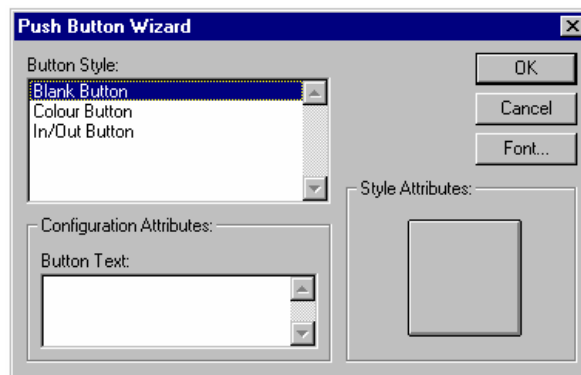 Push Button Wizard
Button Style:
Blank Button
Colour Button
In/Out Button
OK
Cancel
Font...
Configuration Attributes:
Button Text:
Style Attributes: